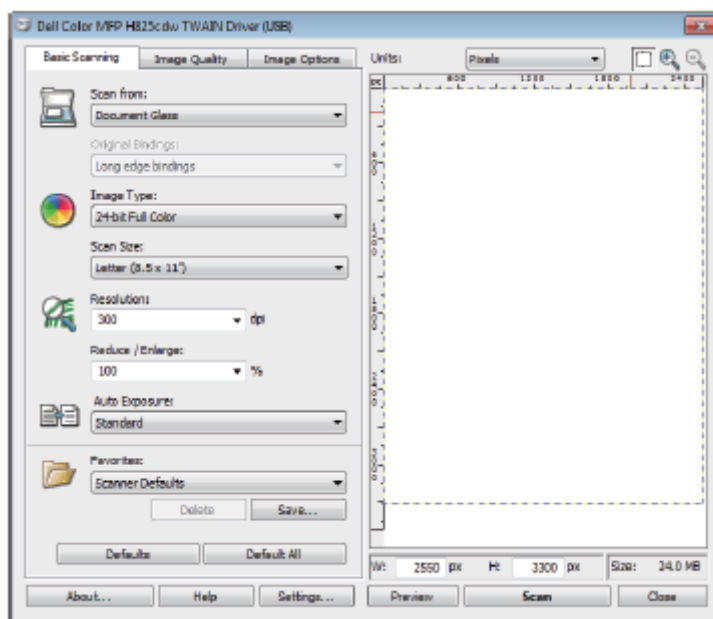 Dell Color MFP H825cdw TWAIN Driver (USB)
Basic Scanning Image Quality Image Options
Units: Pixels
Scan from:
Document Glass
Original Bindings:
Long edge bindings
Image Type:
24-bit Full Color
Scan Size:
Letter (8.5 x 11")
Resolution:
300 dpi
Reduce / Enlarge:
100 %
Auto Exposure:
Standard
Favorites:
Scanner Defaults
Delete Save...
Defaults Default All
W: 2550 px H: 3300 px Size: 24.0 MB
About... Help Settings... Preview Scan Close